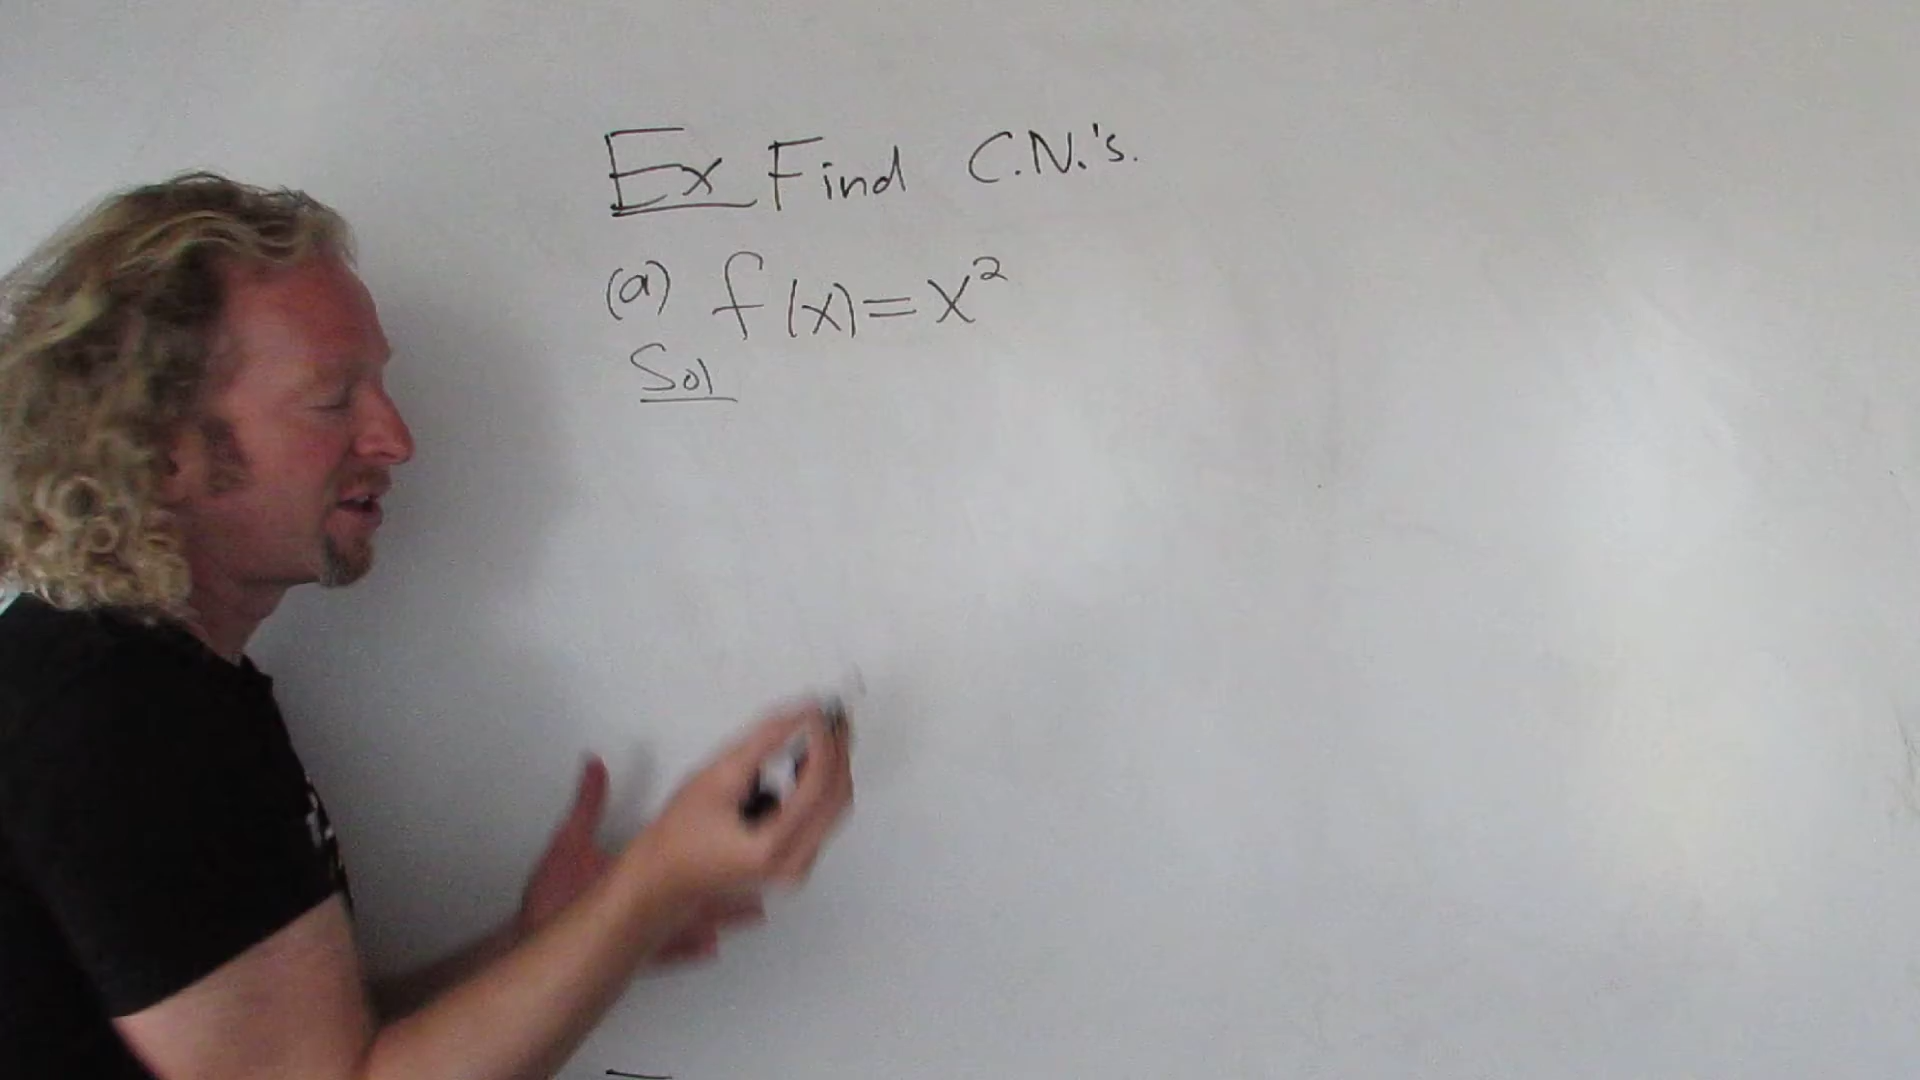 Ex Find C.N.'s.
(a) f(x)=x²
Sol